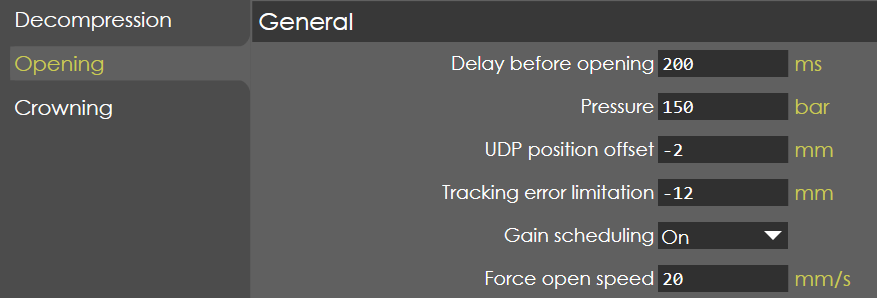 Decompression
Opening
Crowning
General
Delay before opening 200 ms
Pressure 150 bar
UDP position offset -2 mm
Tracking error limitation -12 mm
Gain scheduling On
Force open speed 20 mm/s